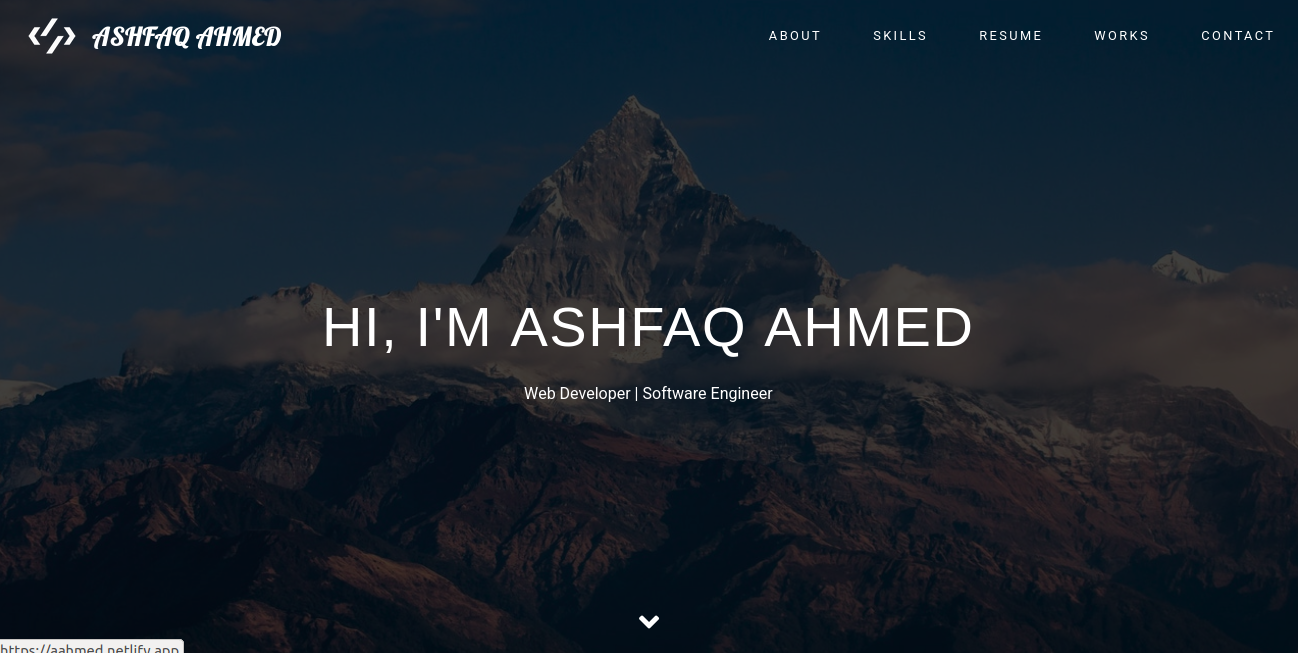 ASHFAQ AHMED
ABOUT SKILLS RESUME WORKS CONTACT
HI, I'M ASHFAQ AHMED
Web Developer | Software Engineer
https://aahmed.netlify.app